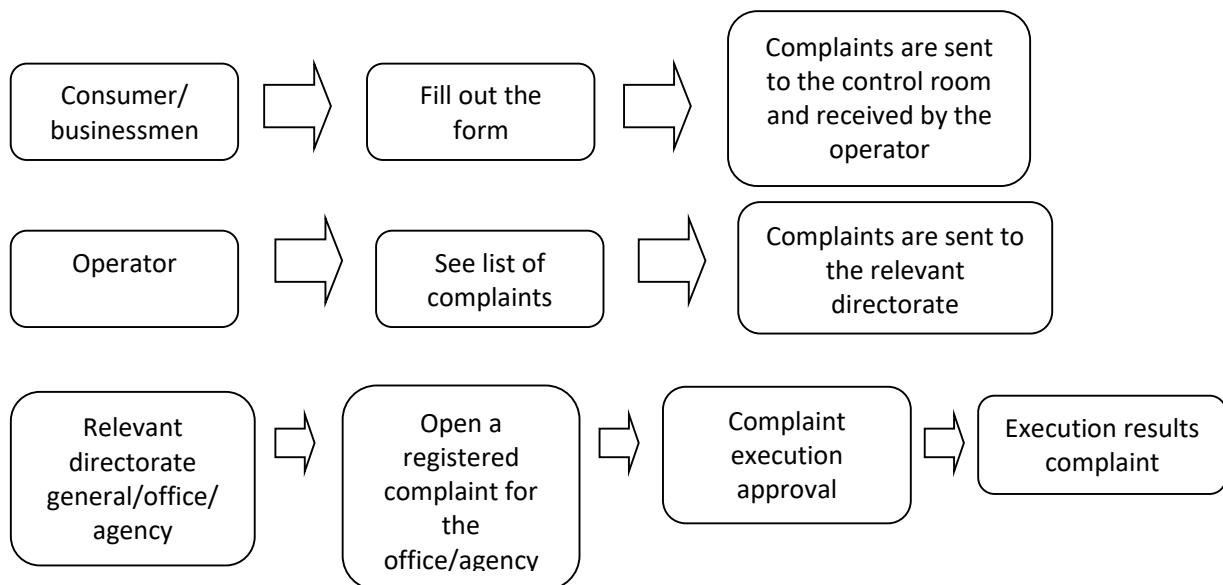 Consumer/
businessmen
Fill out the
form
Complaints are sent
to the control room
and received by the
operator
Operator
See list of
complaints
Complaints are sent to
the relevant
directorate
Relevant
directorate
general/office/
agency
Open a
registered
complaint for
the
office/agency
Complaint
execution
approval
Execution results
complaint